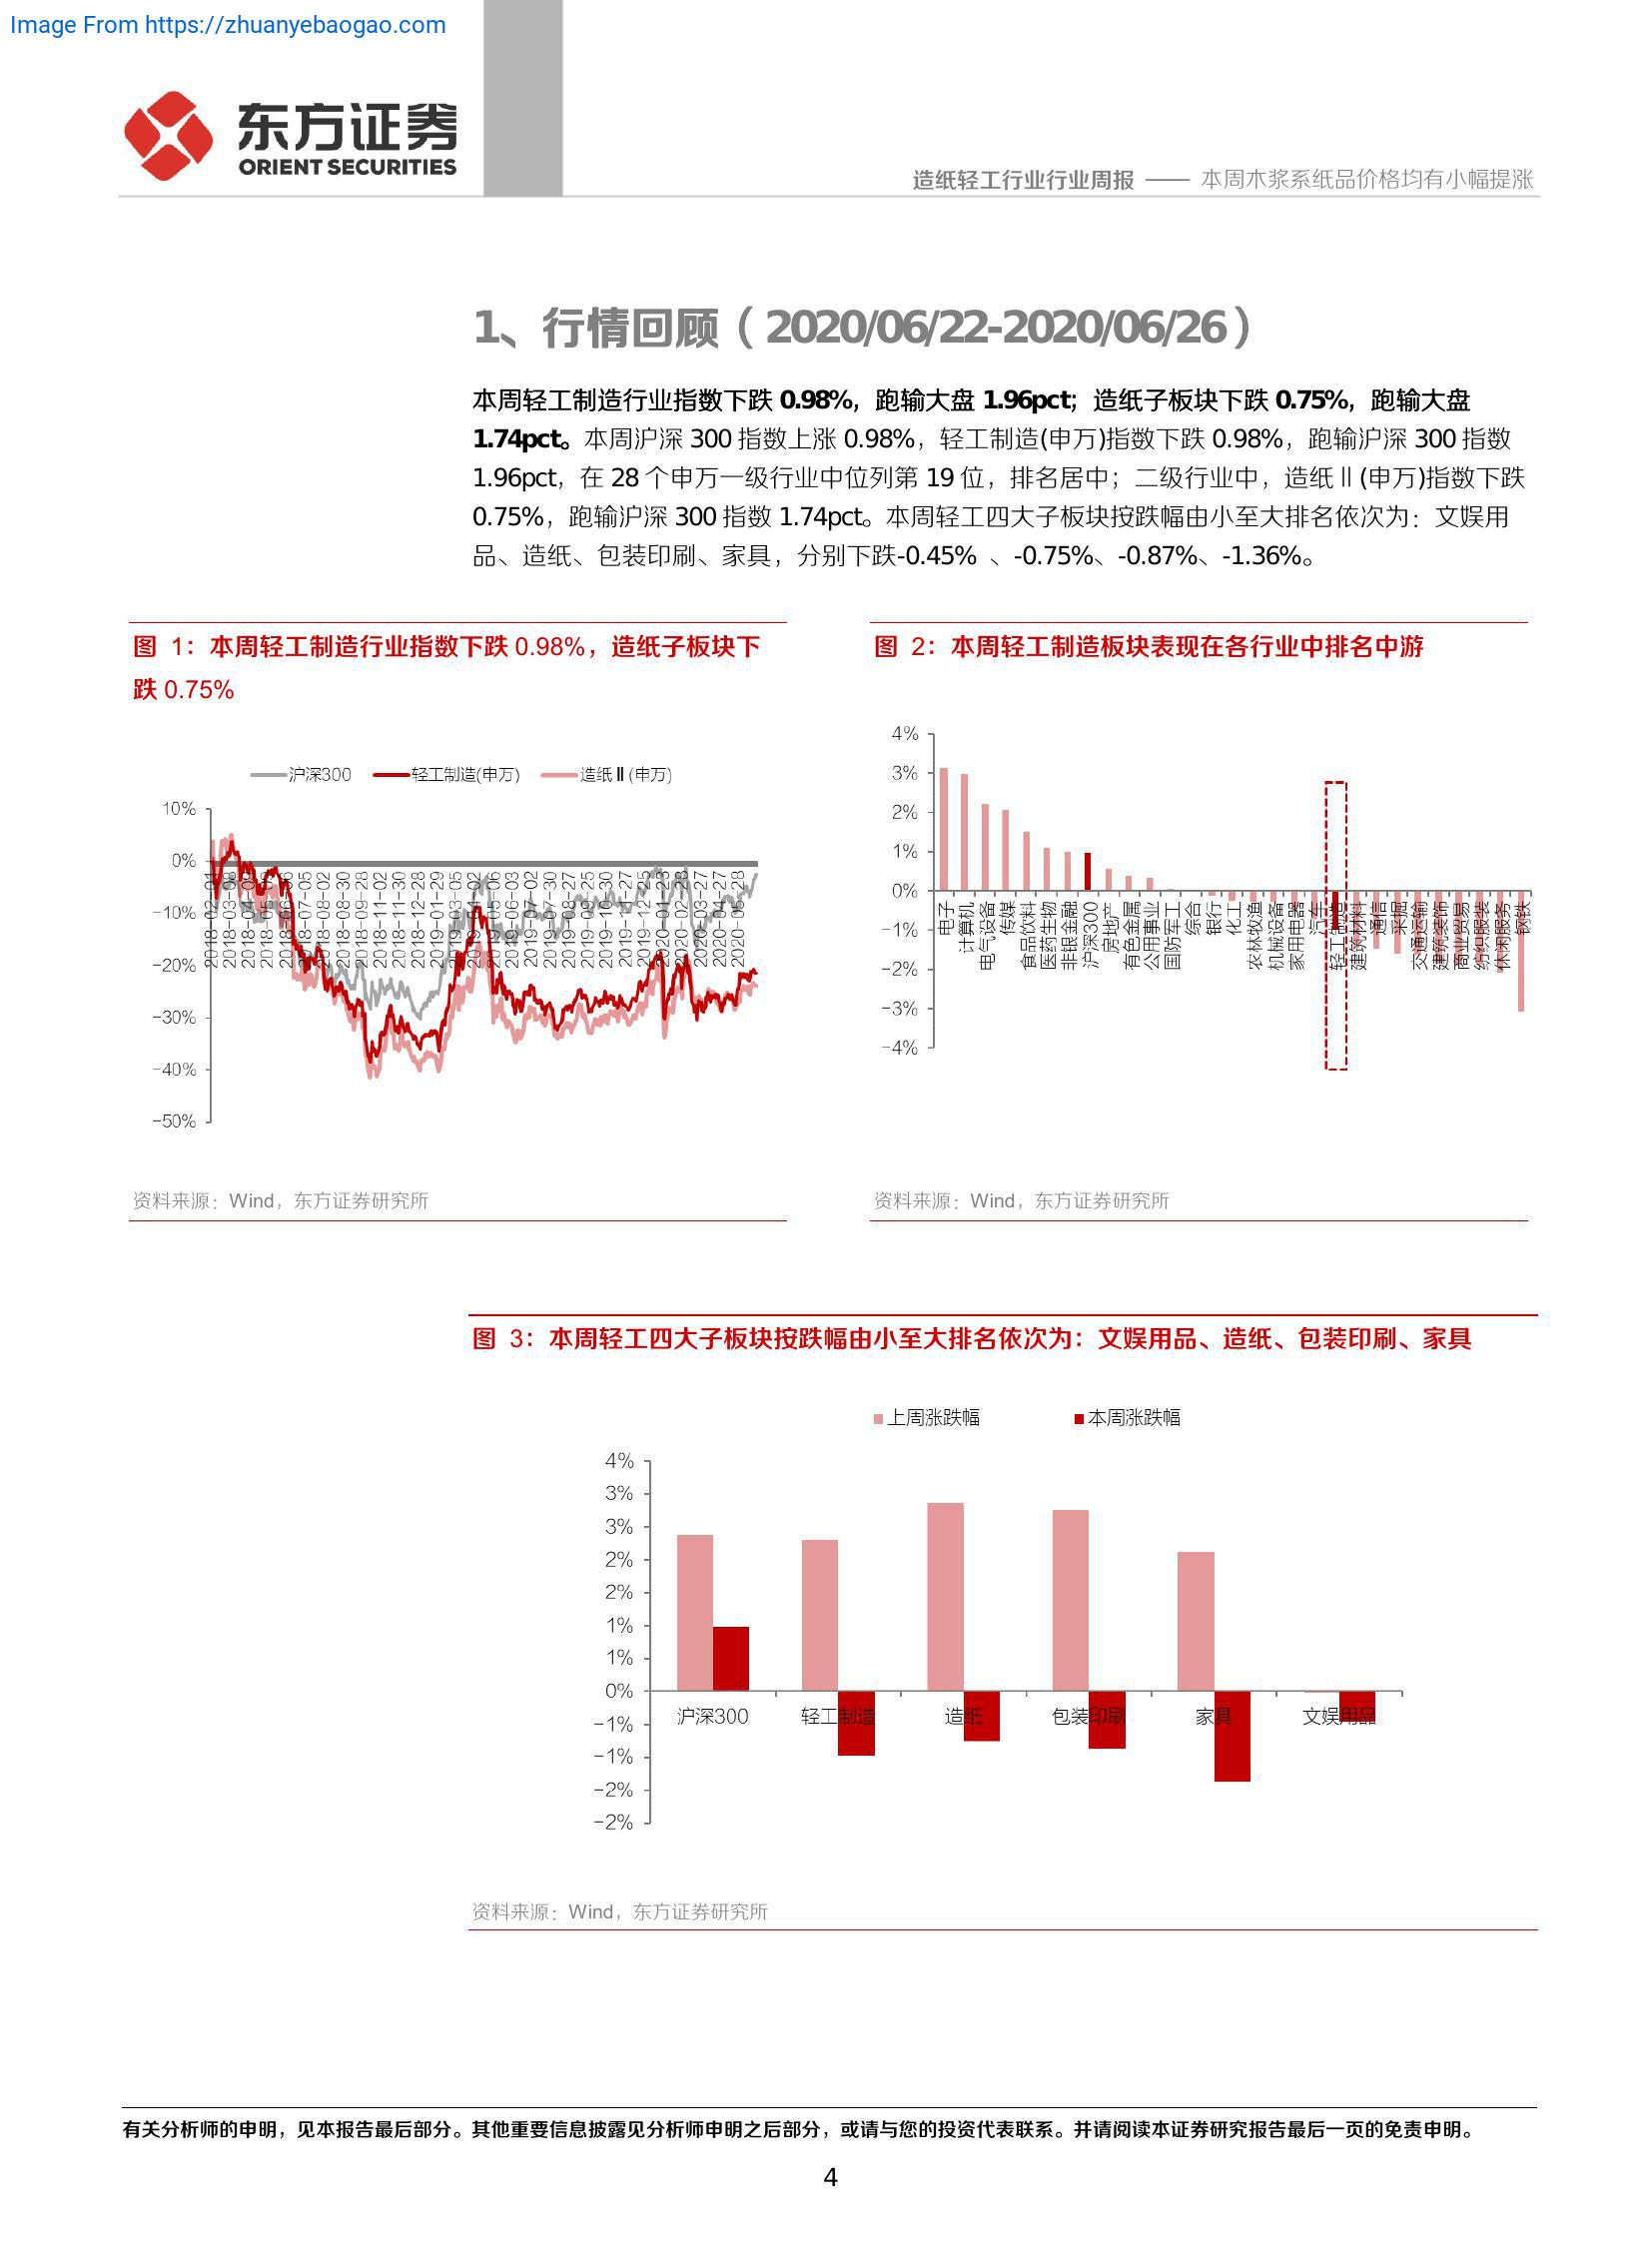 Image From https://zhuanyebaogao.com
东方证券
ORIENT SECURITIES
造纸轻工行业行业周报 —— 本周木浆系纸品价格均有小幅提涨
1、行情回顾（2020/06/22-2020/06/26）
本周轻工制造行业指数下跌 0.98%，跑输大盘 1.96pct；造纸子板块下跌 0.75%，跑输大盘
1.74pct。本周沪深 300 指数上涨 0.98%，轻工制造(申万)指数下跌 0.98%，跑输沪深 300 指数
1.96pct，在 28 个申万一级行业中位列第 19 位，排名居中；二级行业中，造纸Ⅱ(申万)指数下跌
0.75%，跑输沪深 300 指数 1.74pct。本周轻工四大子板块按跌幅由小至大排名依次为：文娱用
品、造纸、包装印刷、家具，分别下跌-0.45% 、-0.75%、-0.87%、-1.36%。
图 1：本周轻工制造行业指数下跌 0.98%，造纸子板块下
跌 0.75%
沪深300 轻工制造(申万) 造纸Ⅱ(申万)
10%
0%
-10%
-20%
-30%
-40%
-50%
2018-02-01
2018-03-08
2018-04-09
2018-07-05
2018-08-02
2018-08-30
2018-09-28
2018-11-02
2018-11-30
2018-12-28
2019-01-29
2019-03-05
2019-04-02
2019-05-06
2019-06-03
2019-07-02
2019-07-30
2019-08-27
2019-09-25
2019-10-30
2019-11-27
2019-12-25
2020-01-23
2020-02-28
2020-03-27
2020-04-27
2020-05-28
资料来源：Wind，东方证券研究所
图 2：本周轻工制造板块表现在各行业中排名中游
4%
3%
2%
1%
0%
-1%
-2%
-3%
-4%
电子
计算机
电气设备
传媒
食品饮料
医药生物
非银金融
沪深300
房地产
有色金属
公用事业
国防军工
综合
银行
化工
农林牧渔
机械设备
家用电器
汽车
轻工制造
建筑材料
通信
采掘
交通运输
建筑装饰
商业贸易
纺织服装
休闲服务
钢铁
资料来源：Wind，东方证券研究所
图 3：本周轻工四大子板块按跌幅由小至大排名依次为：文娱用品、造纸、包装印刷、家具
上周涨跌幅 本周涨跌幅
4%
3%
3%
2%
2%
1%
1%
0%
-1%
-1%
-2%
-2%
沪深300 轻工制造 造纸 包装印刷 家具 文娱用品
资料来源：Wind，东方证券研究所
有关分析师的申明，见本报告最后部分。其他重要信息披露见分析师申明之后部分，或请与您的投资代表联系。并请阅读本证券研究报告最后一页的免责申明。
4